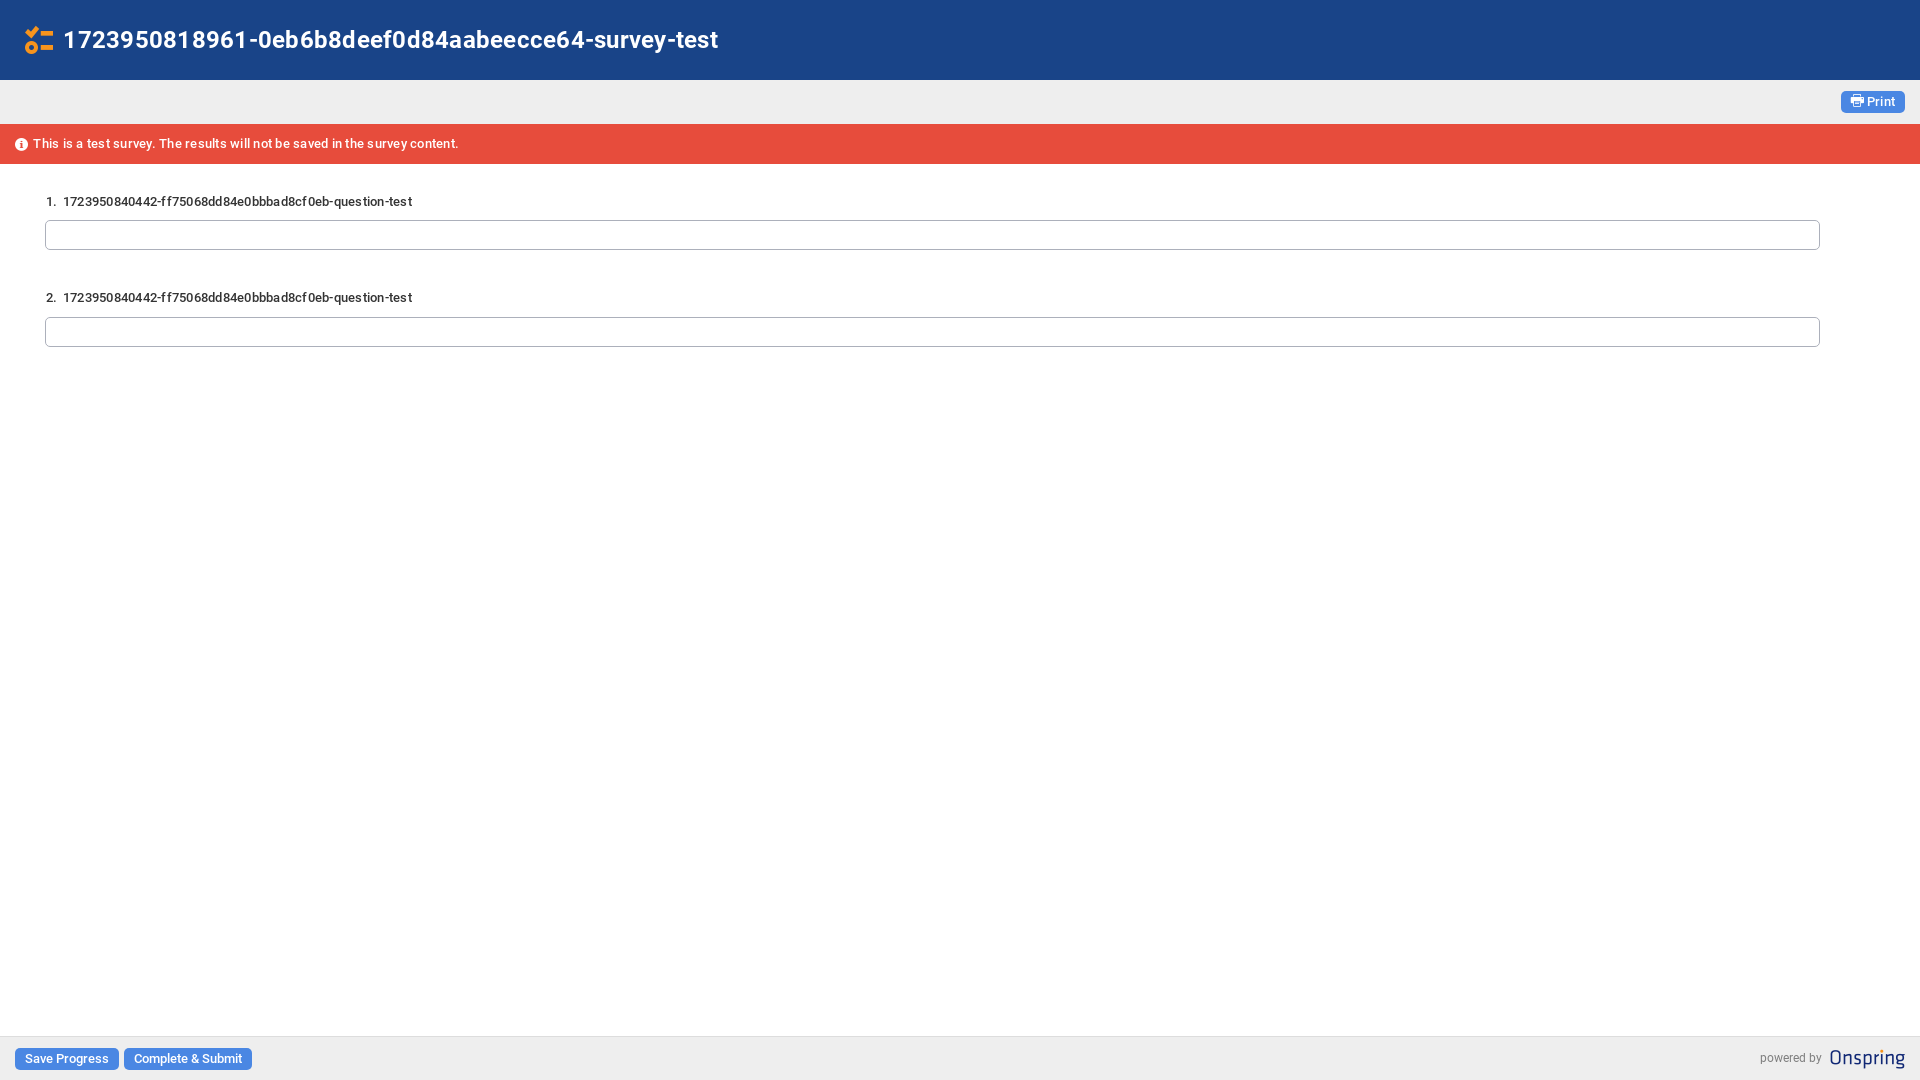 1723950818961-0eb6b8deef0d84aabeecce64-survey-test
Print
This is a test survey. The results will not be saved in the survey content.
1. 1723950840442-ff75068dd84e0bbbad8cf0eb-question-test
2. 1723950840442-ff75068dd84e0bbbad8cf0eb-question-test
Save Progress Complete & Submit powered by Onspring